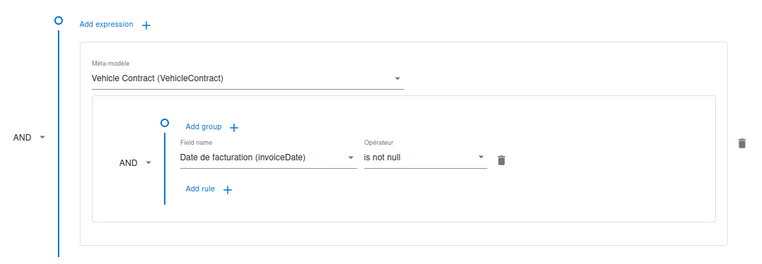 Add expression +
Méta-modèle
Vehicle Contract (VehicleContract)
AND
Add group +
Field name
Opérateur
AND
Date de facturation (invoiceDate)
is not null
Add rule +